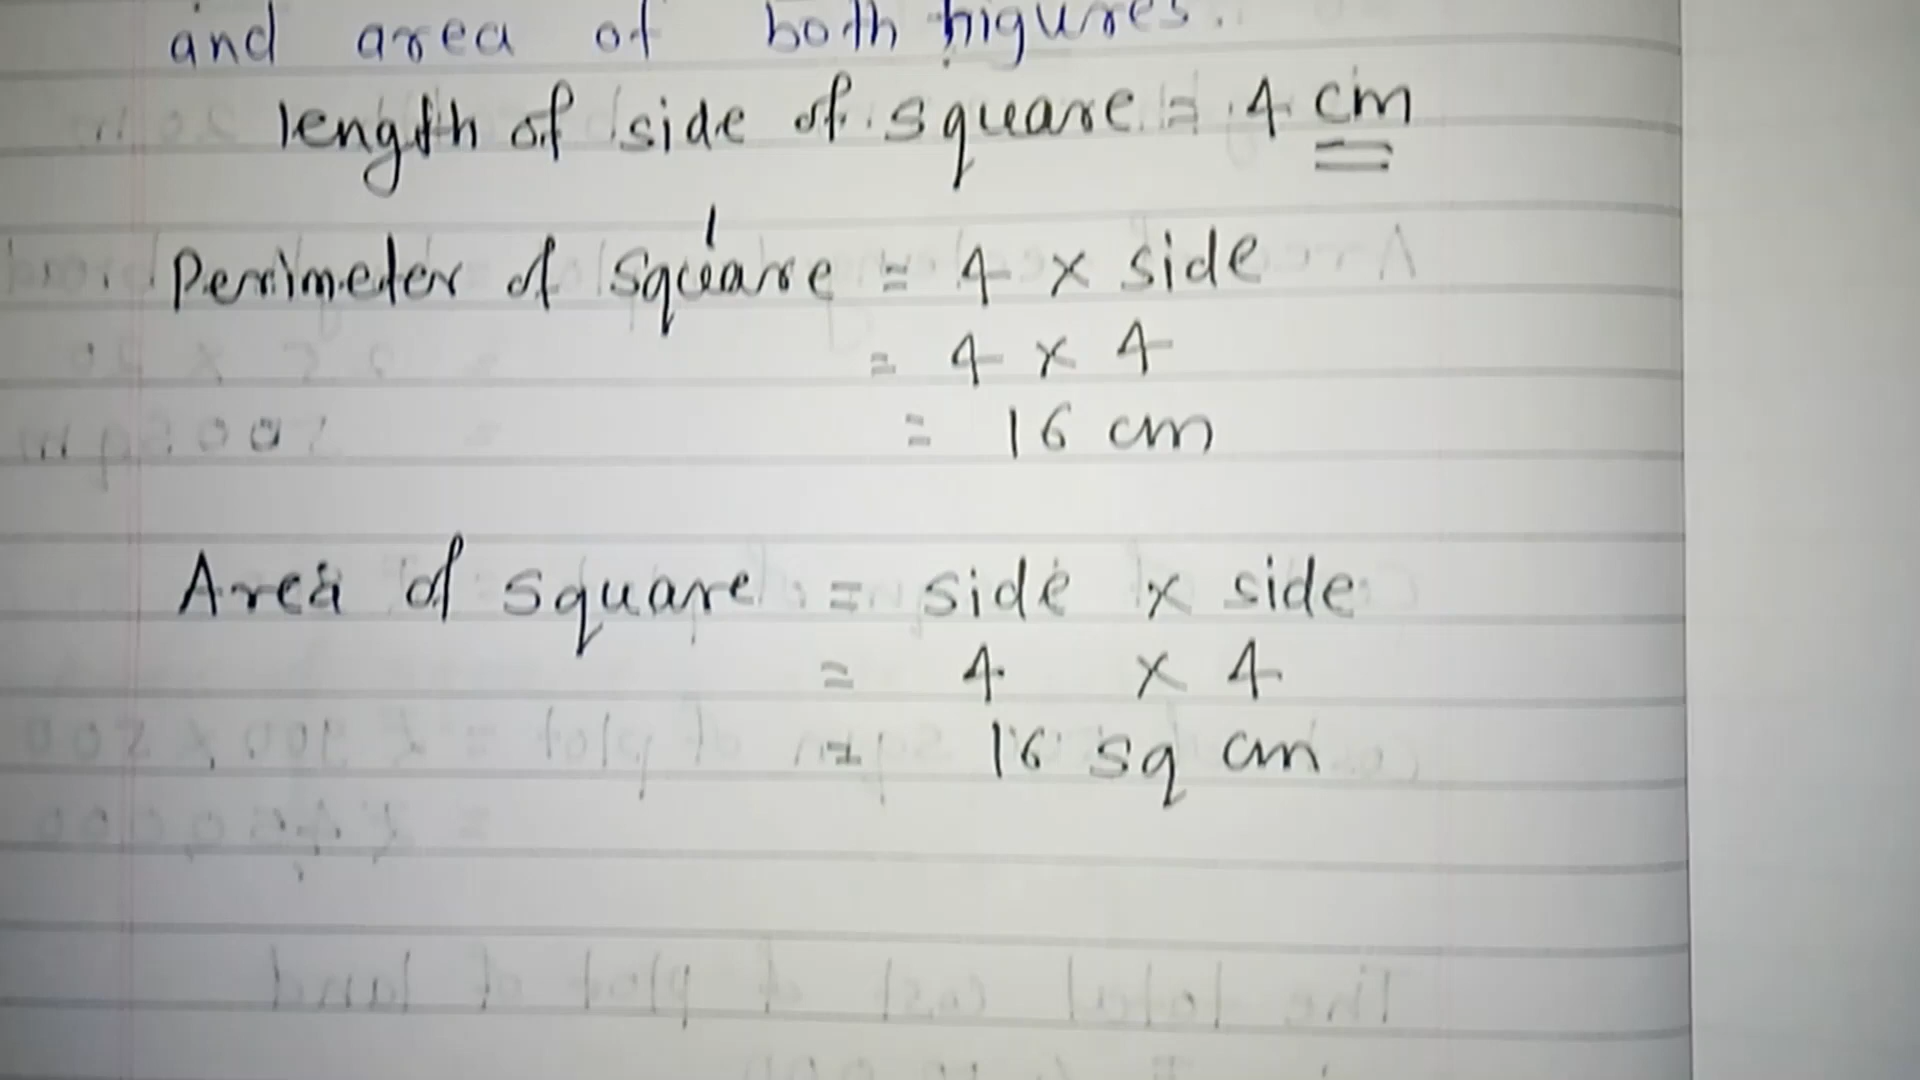 and area of both figures.
length of side of square = 4 cm
Perimeter of square = 4 x side
= 4 x 4
= 16 cm
Area of square = side x side
= 4 x 4
= 16 sq cm